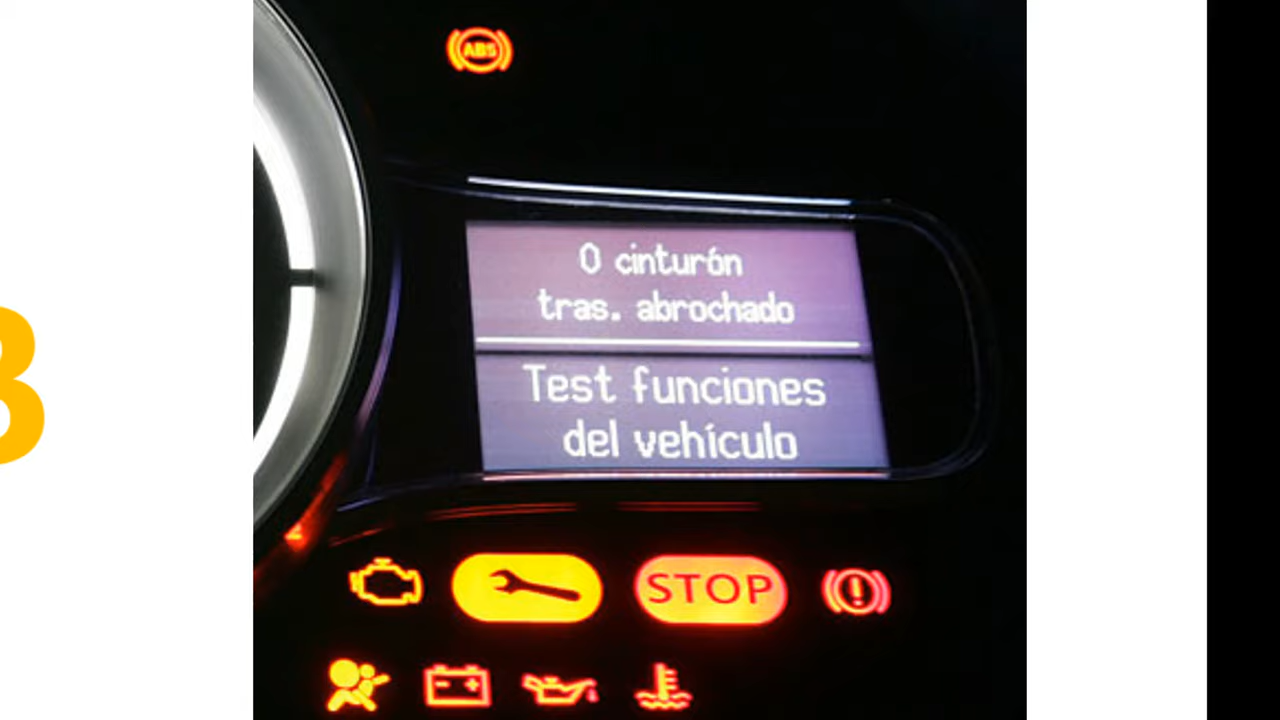 ABS
0 cinturón
tras. abrochado
Test funciones
del vehículo
STOP